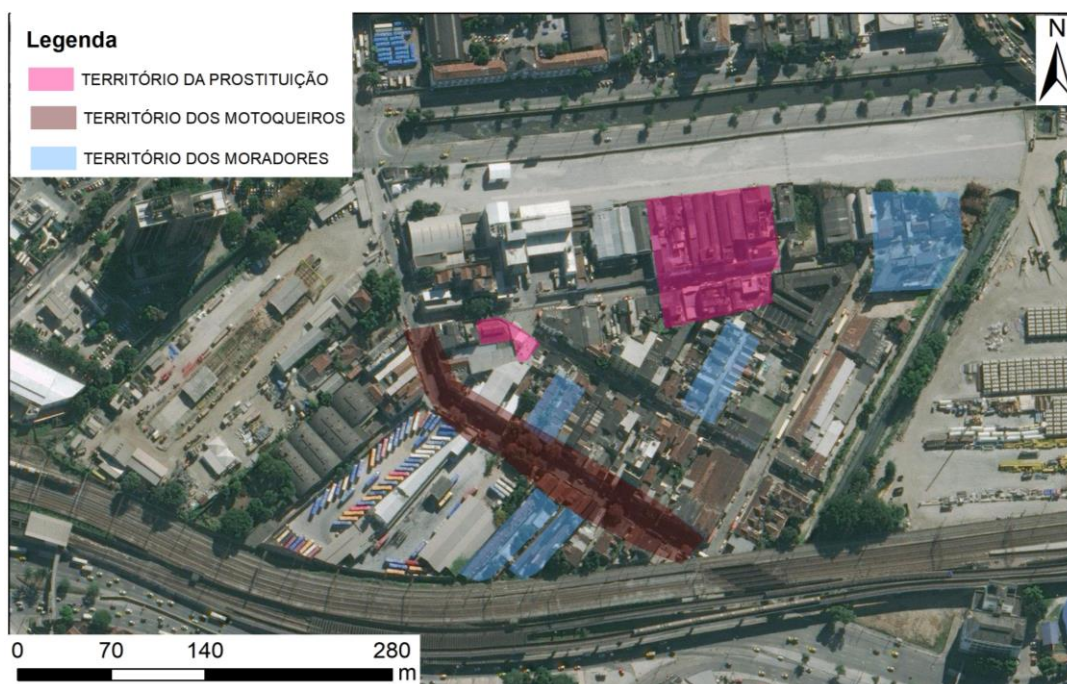 Legenda
TERRITÓRIO DA PROSTITUIÇÃO
TERRITÓRIO DOS MOTOQUEIROS
TERRITÓRIO DOS MORADORES
N
0 70 140 280
m